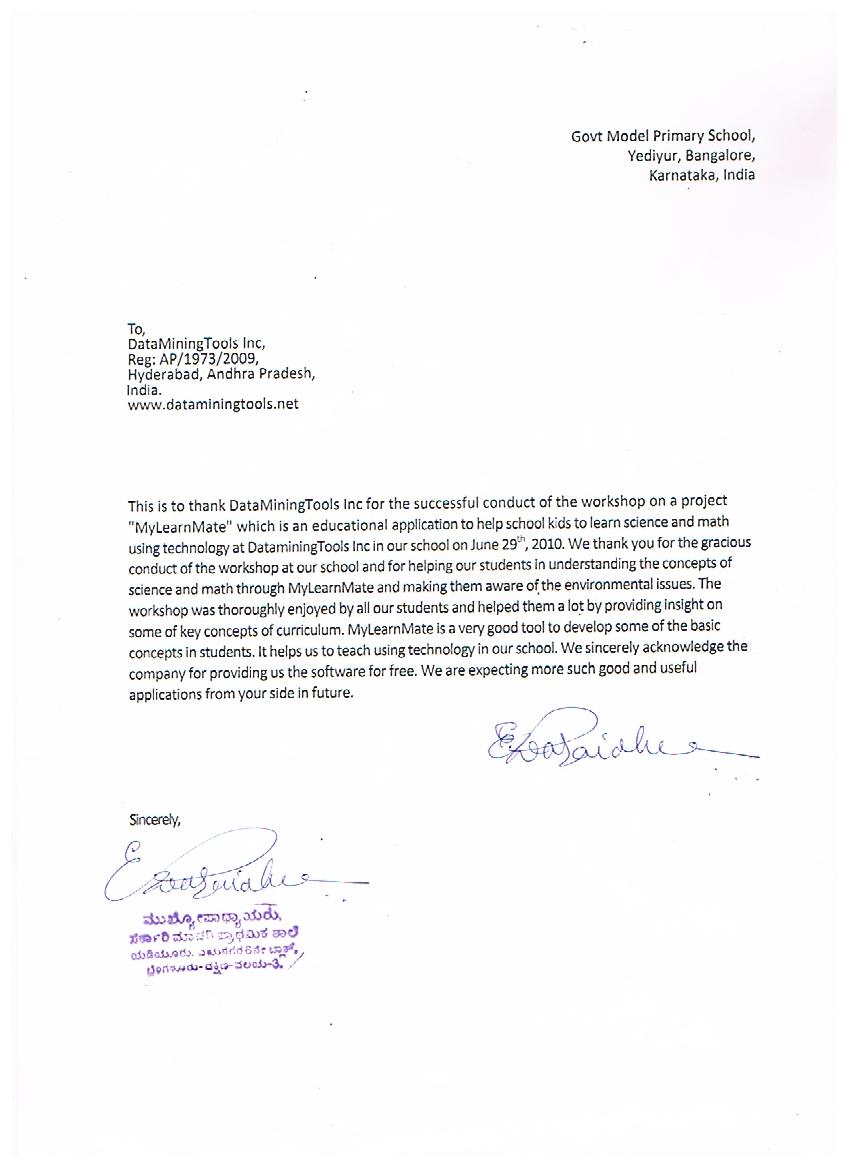 Govt Model Primary School,
Yediyur, Bangalore,
Karnataka, India
To,
DataMiningTools Inc,
Reg: AP/1973/2009,
Hyderabad, Andhra Pradesh,
India.
www.dataminingtools.net
This is to thank DataMiningTools Inc for the successful conduct of the workshop on a project
"MyLearnMate" which is an educational application to help school kids to learn science and math
using technology at DataminingTools Inc in our school on June 29th, 2010. We thank you for the gracious
conduct of the workshop at our school and for helping our students in understanding the concepts of
science and math through MyLearnMate and making them aware of the environmental issues. The
workshop was thoroughly enjoyed by all our students and helped them a lot by providing insight on
some of key concepts of curriculum. MyLearnMate is a very good tool to develop some of the basic
concepts in students. It helps us to teach using technology in our school. We sincerely acknowledge the
company for providing us the software for free. We are expecting more such good and useful
applications from your side in future.
Sincerely,
ಮುಖ್ಯೋಪಾಧ್ಯಾಯರು,
ಸರ್ಕಾರಿ ಮಾದರಿ ಪ್ರಾಥಮಿಕ ಶಾಲೆ
ಯಡಿಯೂರು. 6ನೇ ಬ್ಲಾಕ್,
ಬೆಂಗಳೂರು-ದಕ್ಷಿಣ-ವಲಯ-